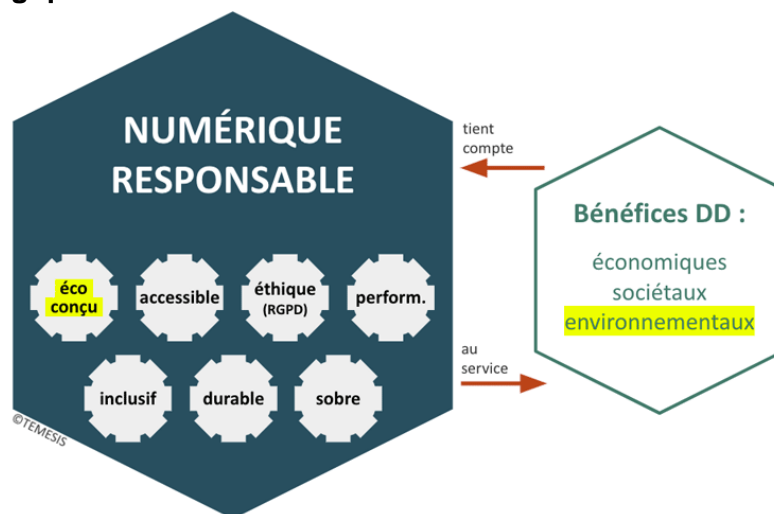 NUMÉRIQUE
RESPONSABLE
éco
conçu
accessible
éthique
(RGPD)
perform.
inclusif
durable
sobre
©TEMESIS
tient
compte
au
service
Bénéfices DD :
économiques
sociétaux
environnementaux